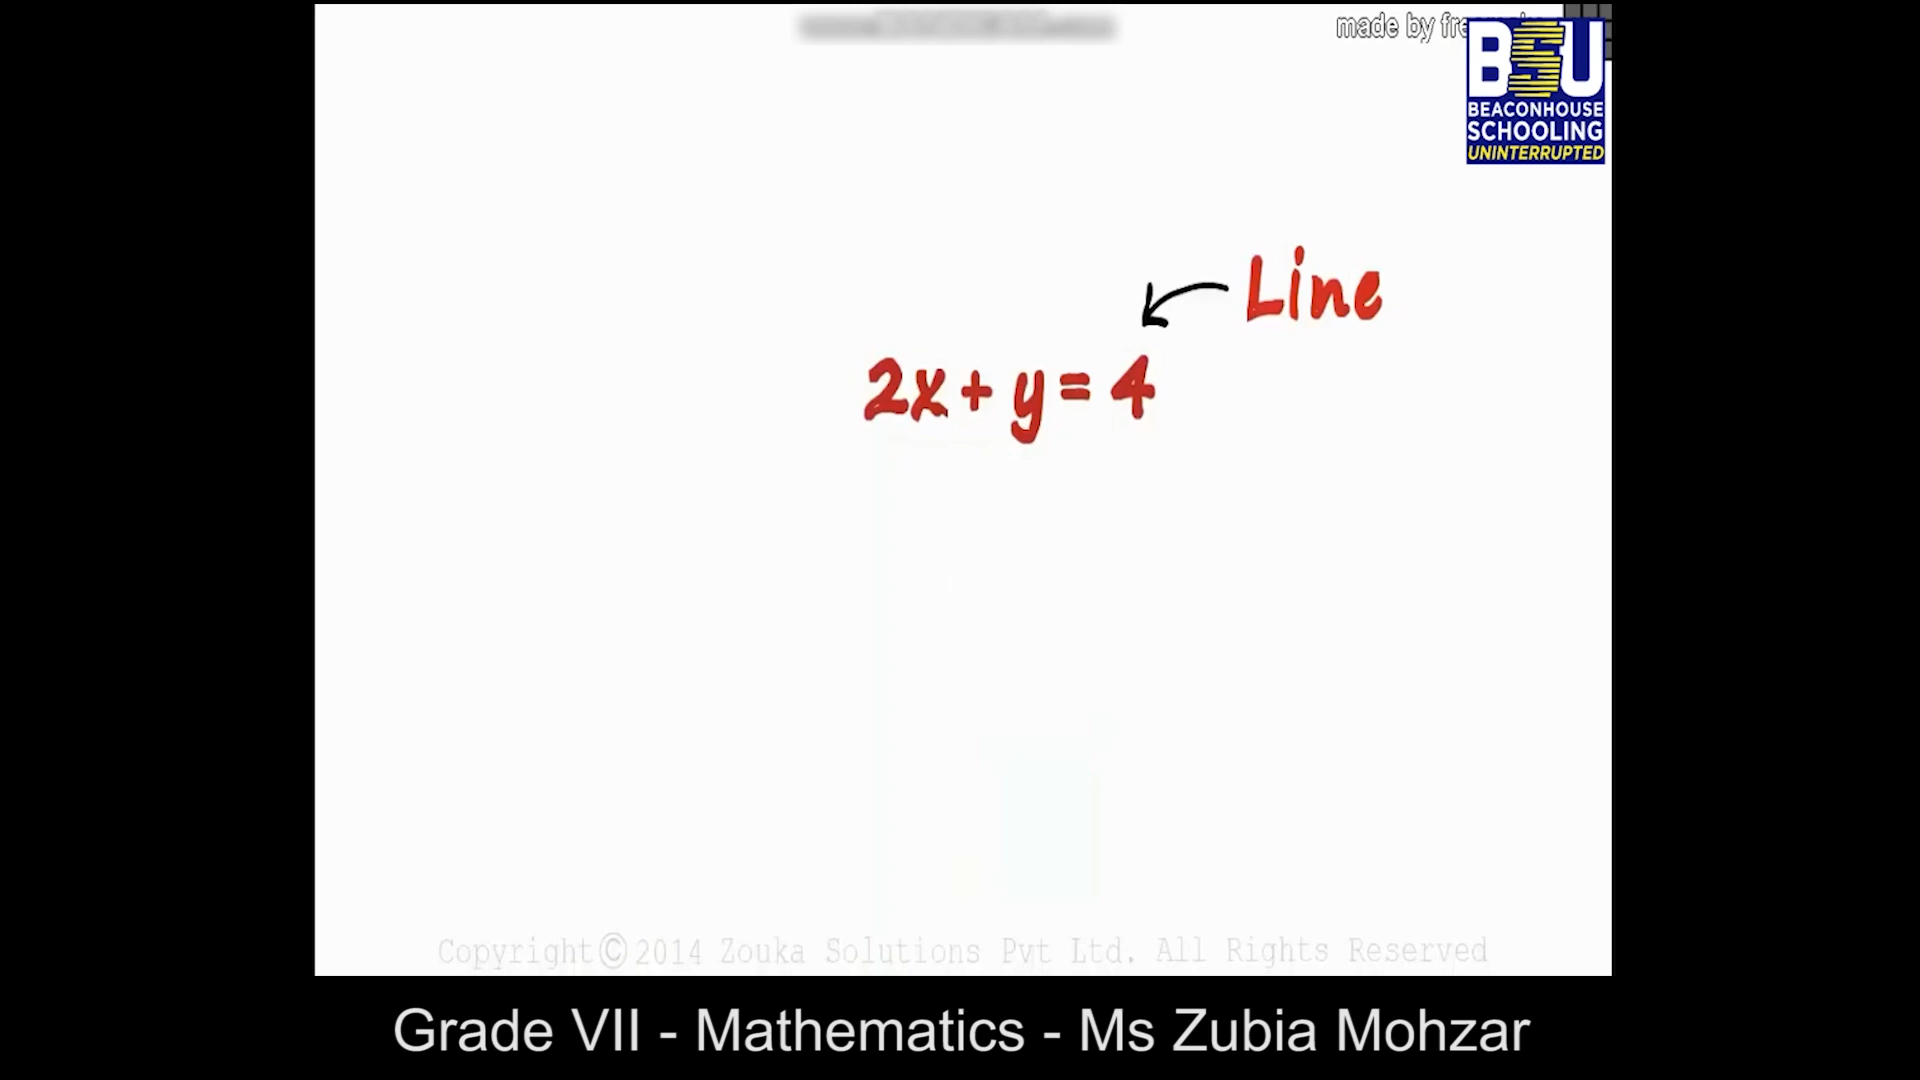 made by
BSU
BEACONHOUSE
SCHOOLING
UNINTERRUPTED
Line
2x + y = 4
Copyright © 2014 Zouka Solutions Pvt Ltd. All Rights Reserved
Grade VII - Mathematics - Ms Zubia Mohzar